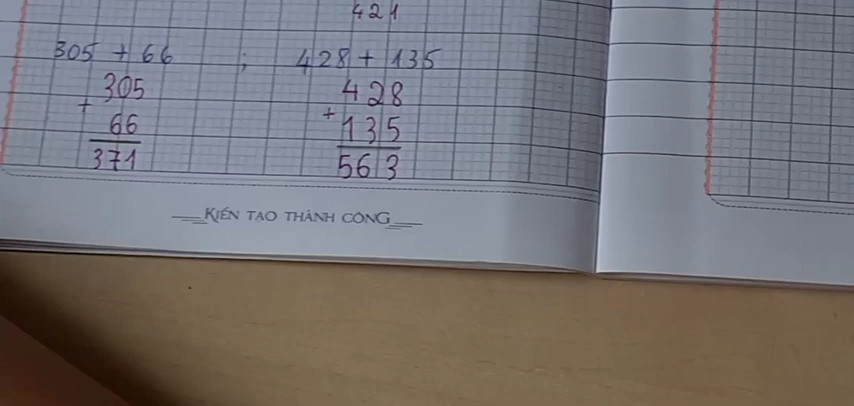 421
305 + 66 ; 428 + 135
305 428
+ +
66 135
371 563
KIẾN TẠO THÀNH CÔNG